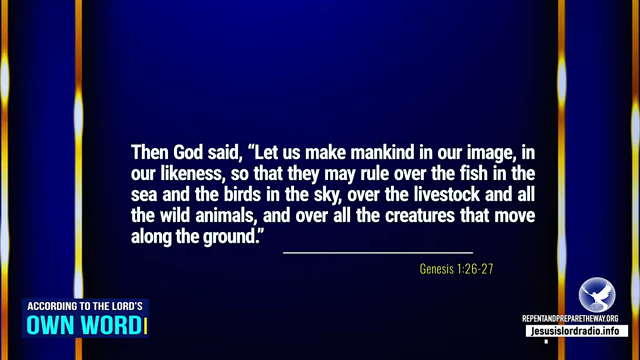 Then God said, “Let us make mankind in our image, in
our likeness, so that they may rule over the fish in the
sea and the birds in the sky, over the livestock and all
the wild animals, and over all the creatures that move
along the ground.”
Genesis 1:26-27
ACCORDING TO THE LORD'S
OWN WORD
REPENTANDPREPARETHEWAY.ORG
Jesusislordradio.info